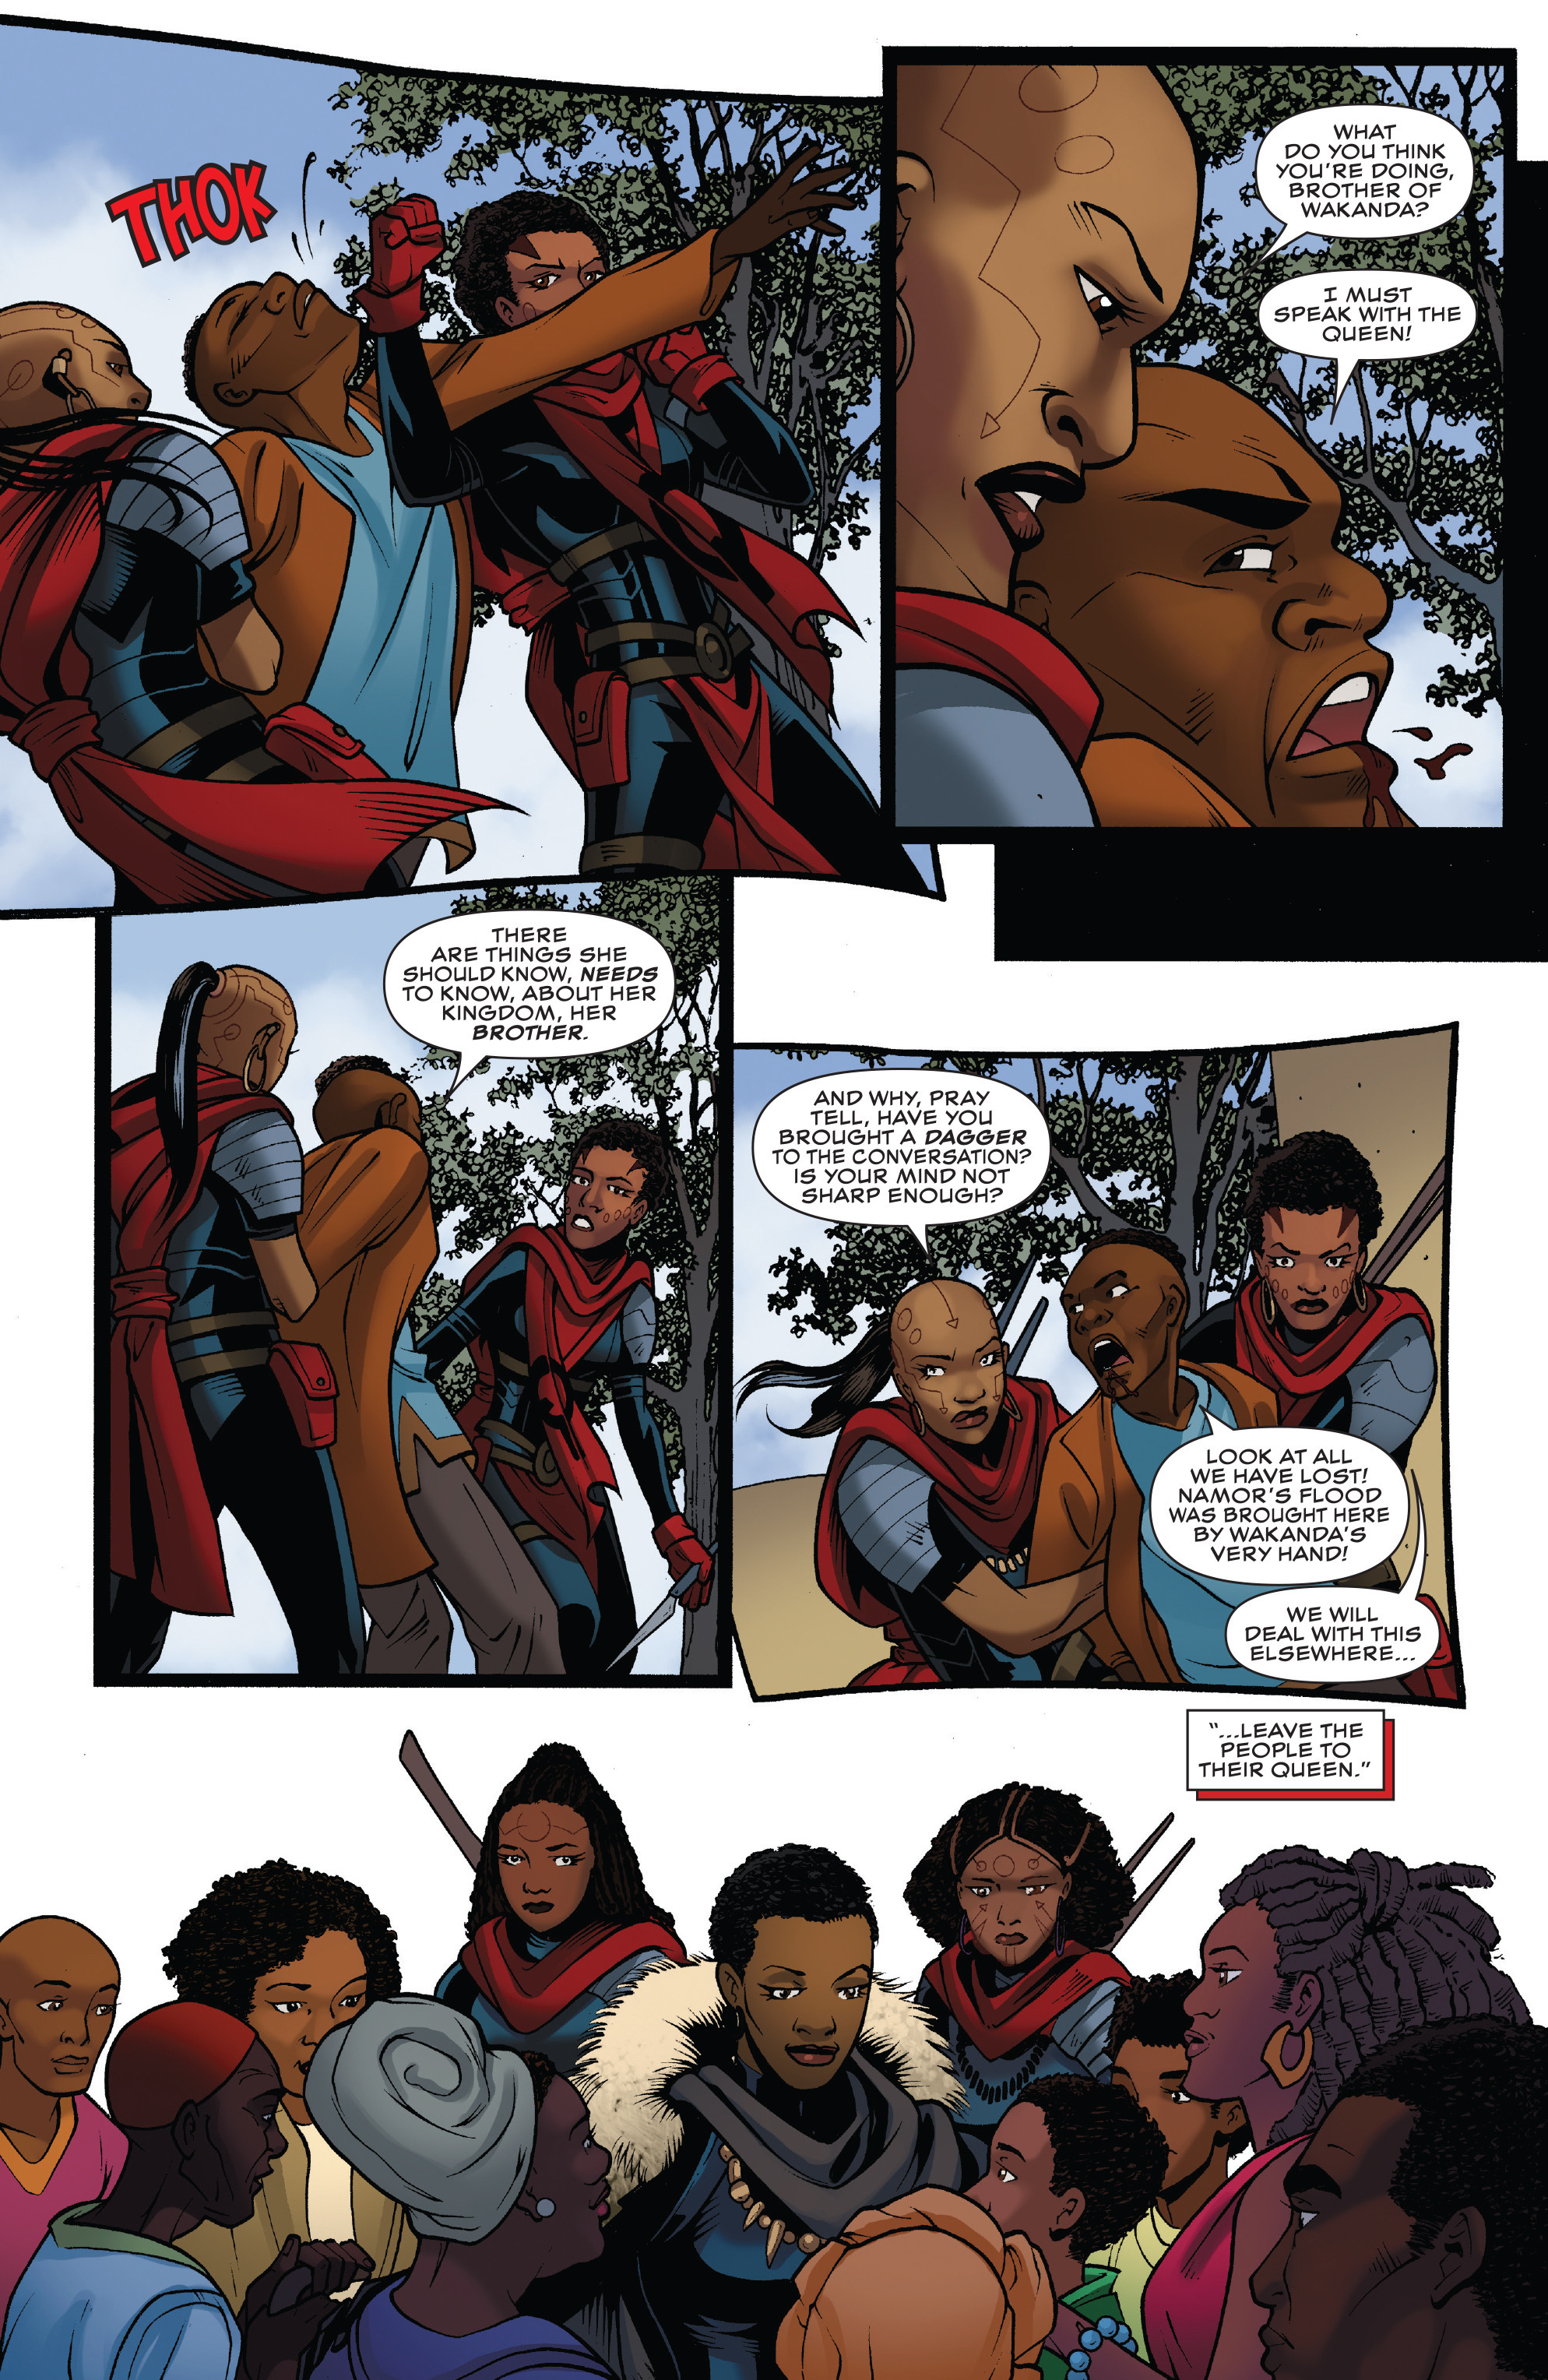 THOK
WHAT
DO YOU THINK
YOU'RE DOING,
BROTHER OF
WAKANDA?
I MUST
SPEAK WITH THE
QUEEN!
THERE
ARE THINGS SHE
SHOULD KNOW, NEEDS
TO KNOW, ABOUT HER
KINGDOM, HER
BROTHER.
AND WHY, PRAY
TELL, HAVE YOU
BROUGHT A DAGGER
TO THE CONVERSATION?
IS YOUR MIND NOT
SHARP ENOUGH?
LOOK AT ALL
WE HAVE LOST!
NAMOR'S FLOOD
WAS BROUGHT HERE
BY WAKANDA'S
VERY HAND!
WE WILL
DEAL WITH THIS
ELSEWHERE...
"...LEAVE THE
PEOPLE TO
THEIR QUEEN."